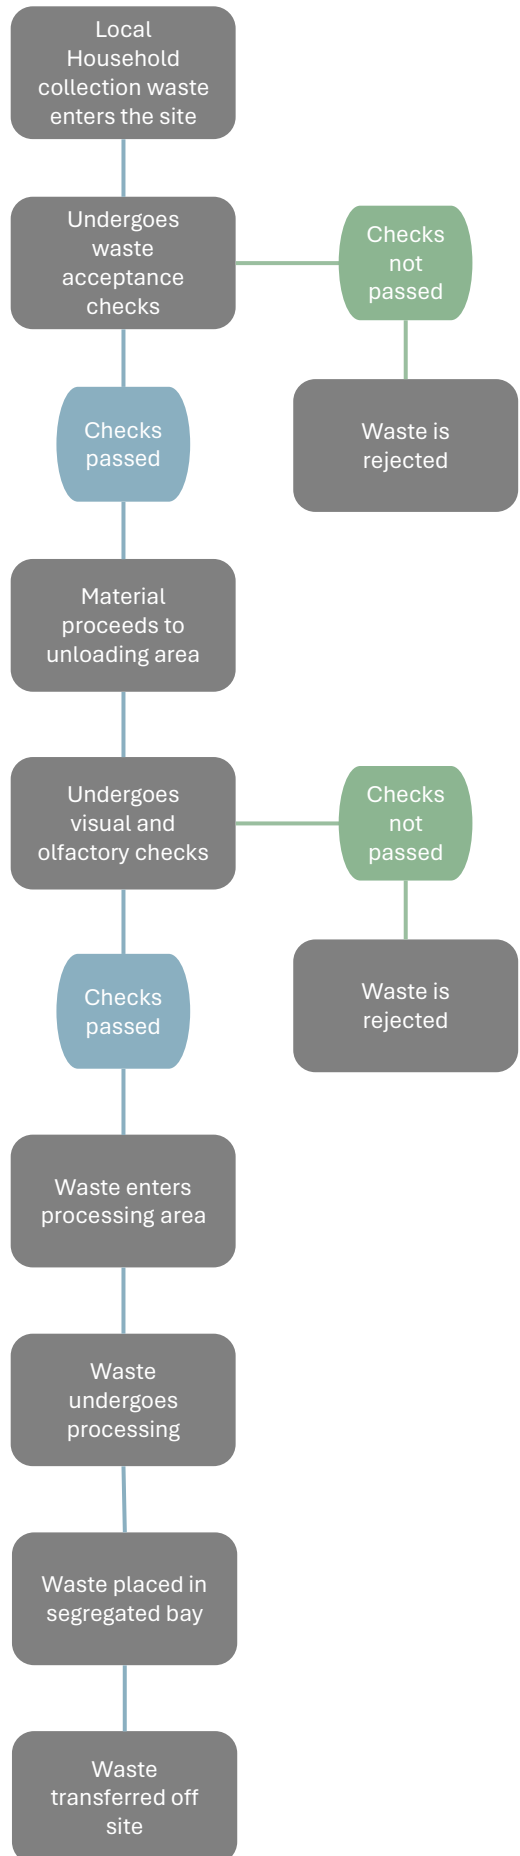 Local
Household
collection waste
enters the site
Undergoes
waste
acceptance
checks
Checks
not
passed
Checks
passed
Waste is
rejected
Material
proceeds to
unloading area
Undergoes
visual and
olfactory checks
Checks
not
passed
Checks
passed
Waste is
rejected
Waste enters
processing area
Waste
undergoes
processing
Waste placed in
segregated bay
Waste
transferred off
site